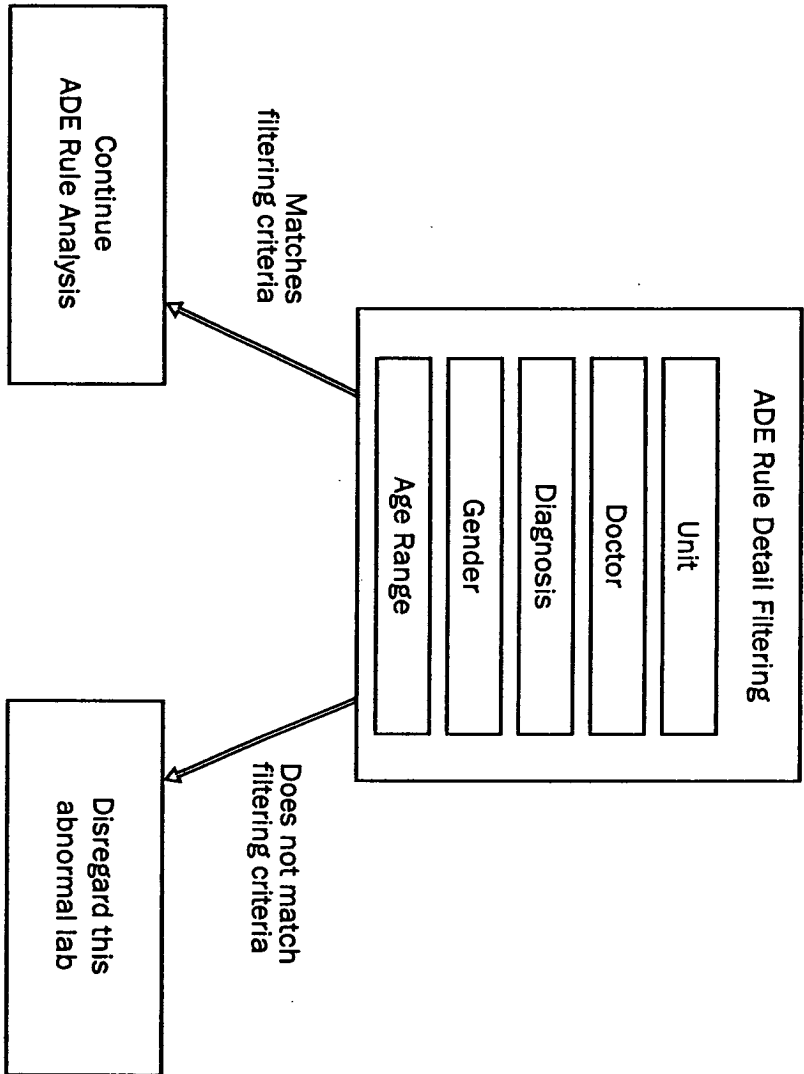 ADE Rule Detail Filtering
Unit
Doctor
Diagnosis
Gender
Age Range
Matches
filtering criteria
Does not match
filtering criteria
Continue
ADE Rule Analysis
Disregard this
abnormal lab